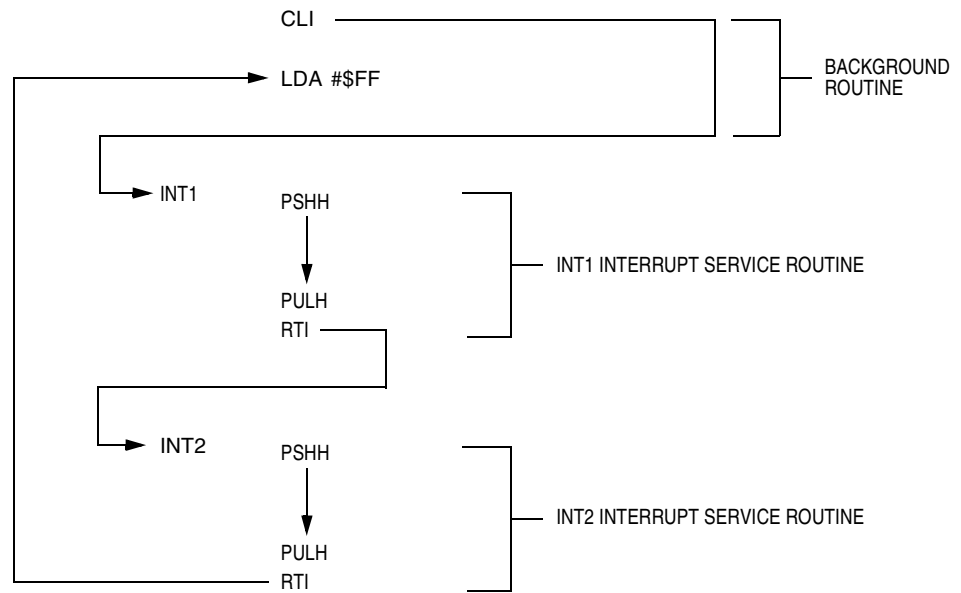 CLI
LDA #$FF
BACKGROUND
ROUTINE
INT1
PSHH
INT1 INTERRUPT SERVICE ROUTINE
PULH
RTI
INT2
PSHH
INT2 INTERRUPT SERVICE ROUTINE
PULH
RTI